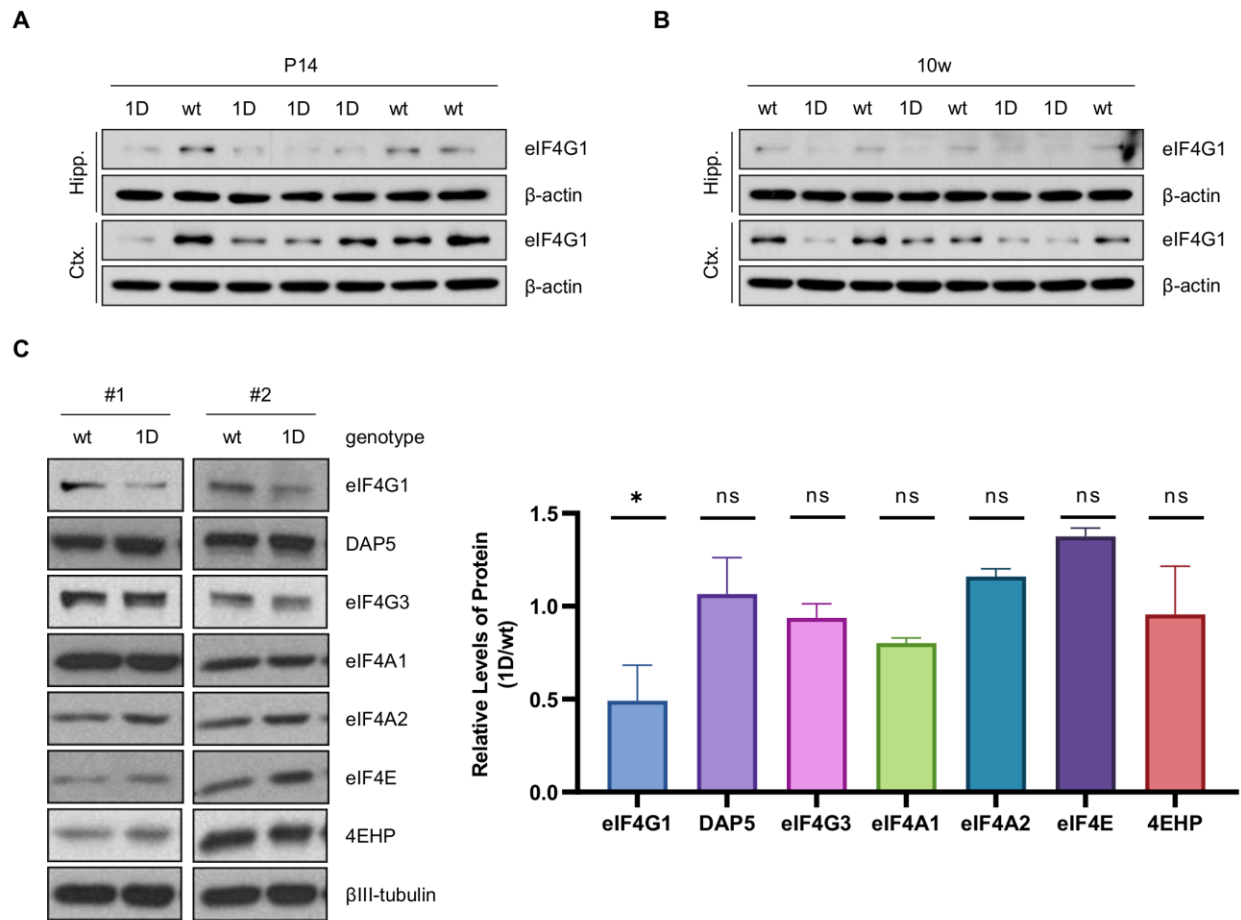 A
P14
1D wt 1D 1D 1D wt wt
Hipp.
eIF4G1
β-actin
Ctx.
eIF4G1
β-actin
B
10w
wt 1D wt 1D wt 1D 1D wt
Hipp.
eIF4G1
β-actin
Ctx.
eIF4G1
β-actin
C
#1 #2
wt 1D wt 1D genotype
eIF4G1
DAP5
eIF4G3
eIF4A1
eIF4A2
eIF4E
4EHP
βIII-tubulin
Relative Levels of Protein
(1D/wt)
* ns ns ns ns ns ns
1.5
1.0
0.5
0.0
eIF4G1 DAP5 eIF4G3 eIF4A1 eIF4A2 eIF4E 4EHP